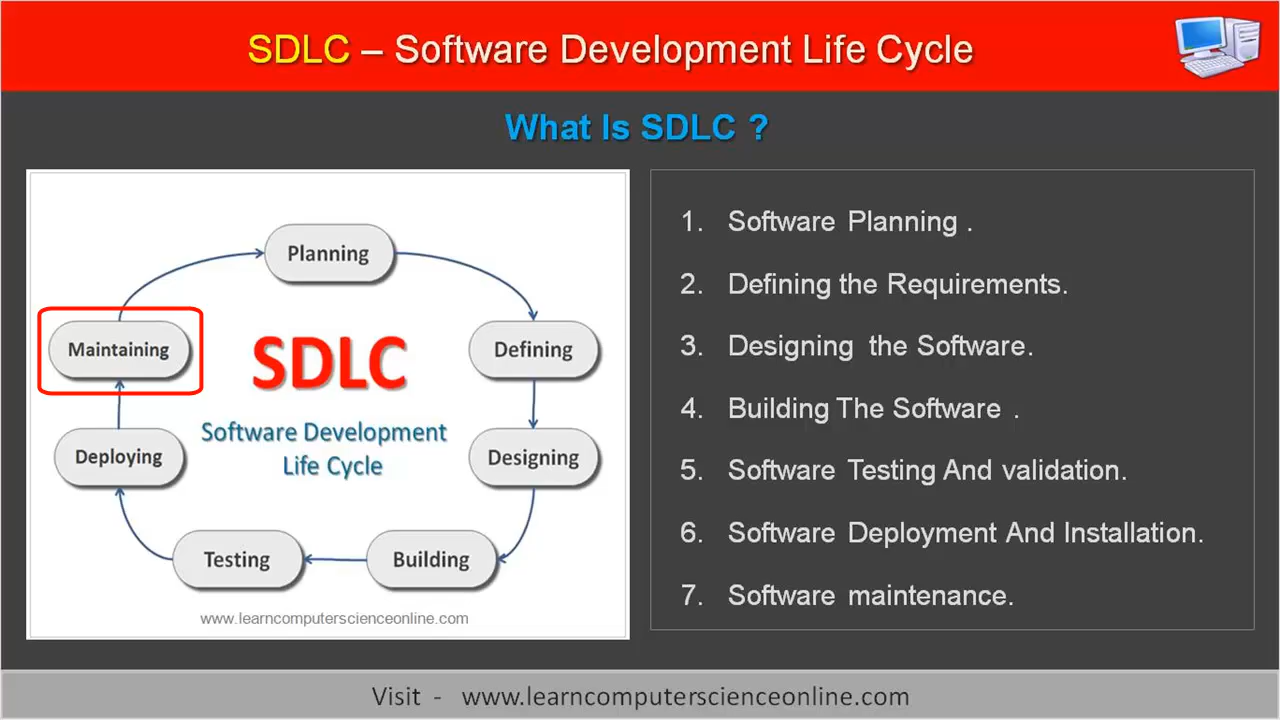 SDLC – Software Development Life Cycle
What Is SDLC ?
Planning
Maintaining
Defining
SDLC
Software Development
Life Cycle
Deploying
Designing
Testing
Building
www.learncomputerscienceonline.com
1. Software Planning .
2. Defining the Requirements.
3. Designing the Software.
4. Building The Software .
5. Software Testing And validation.
6. Software Deployment And Installation.
7. Software maintenance.
Visit - www.learncomputerscienceonline.com